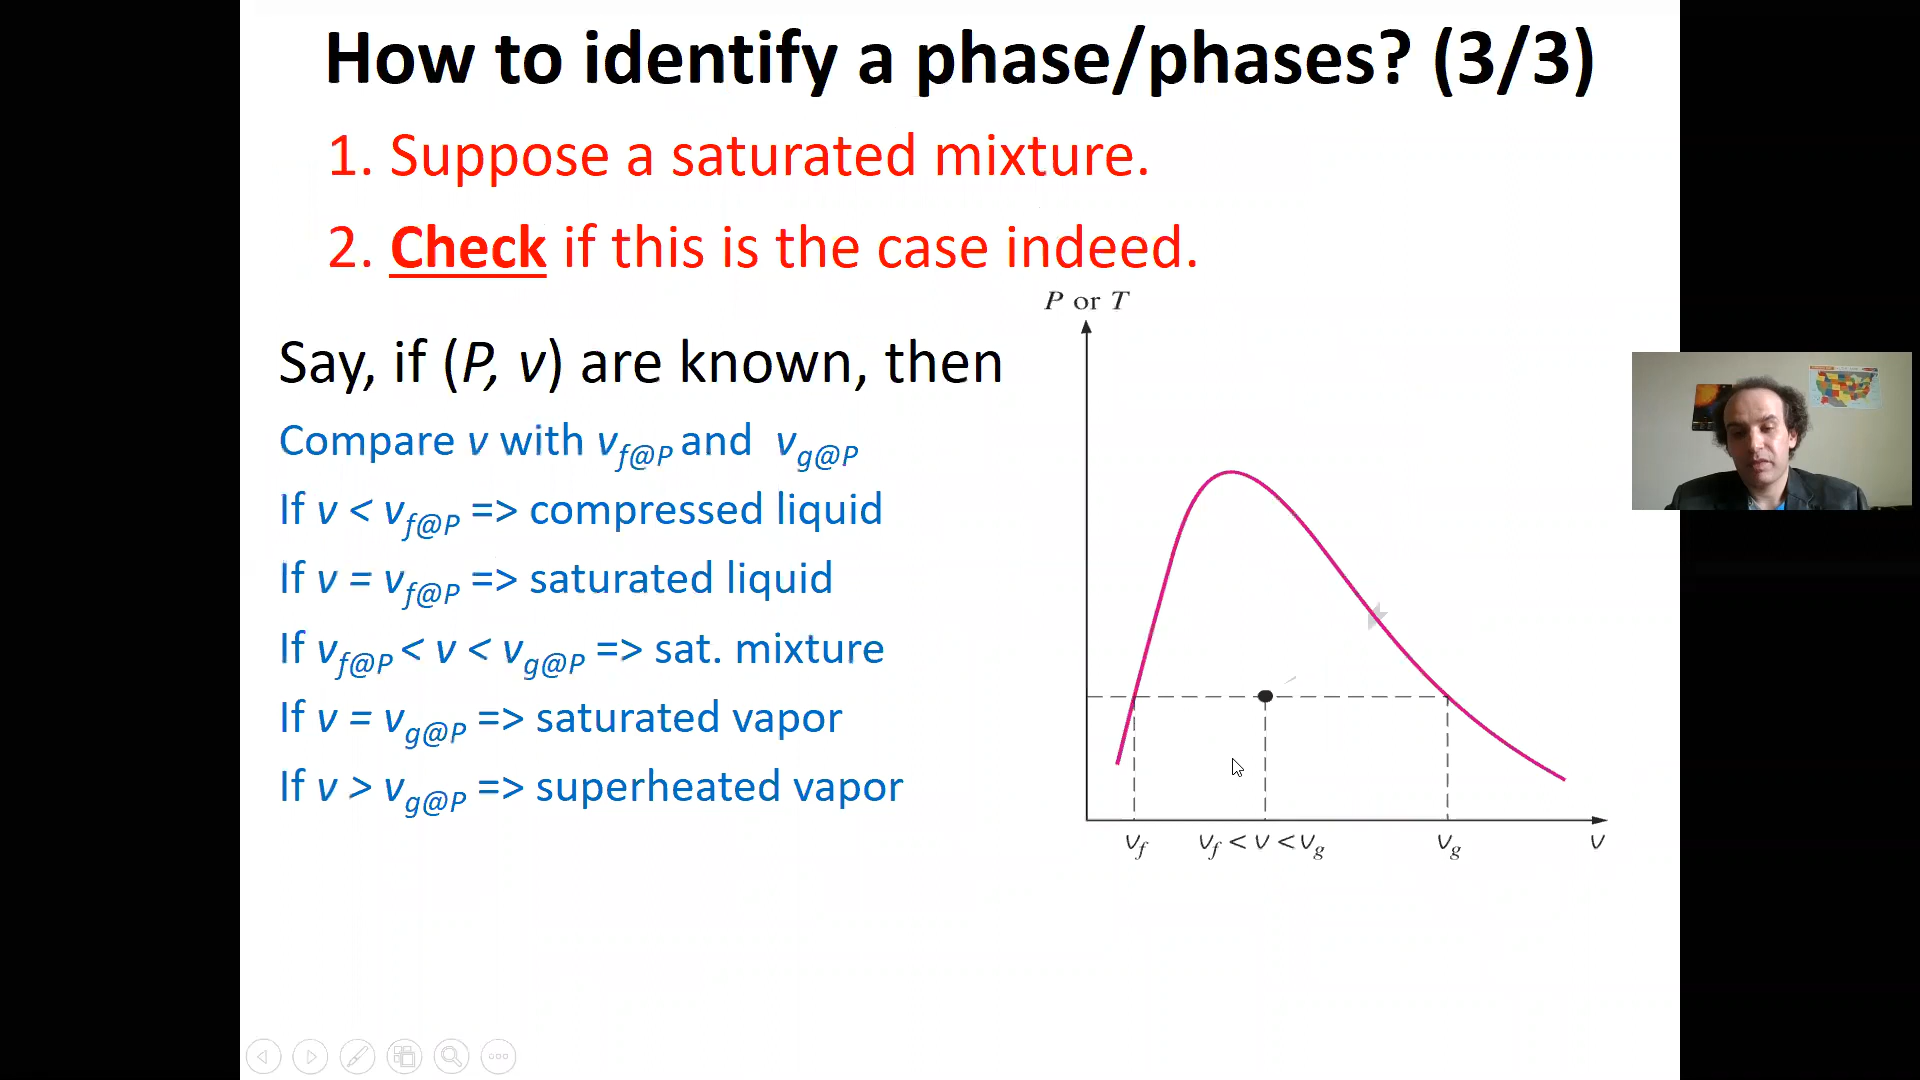 How to identify a phase/phases? (3/3)
1. Suppose a saturated mixture.
2. Check if this is the case indeed.
Say, if (P, v) are known, then
Compare v with v_f@P and v_g@P
If v < v_f@P => compressed liquid
If v = v_f@P => saturated liquid
If v_f@P < v < v_g@P => sat. mixture
If v = v_g@P => saturated vapor
If v > v_g@P => superheated vapor
P or T
v_f
v_f < v < v_g
v_g
v